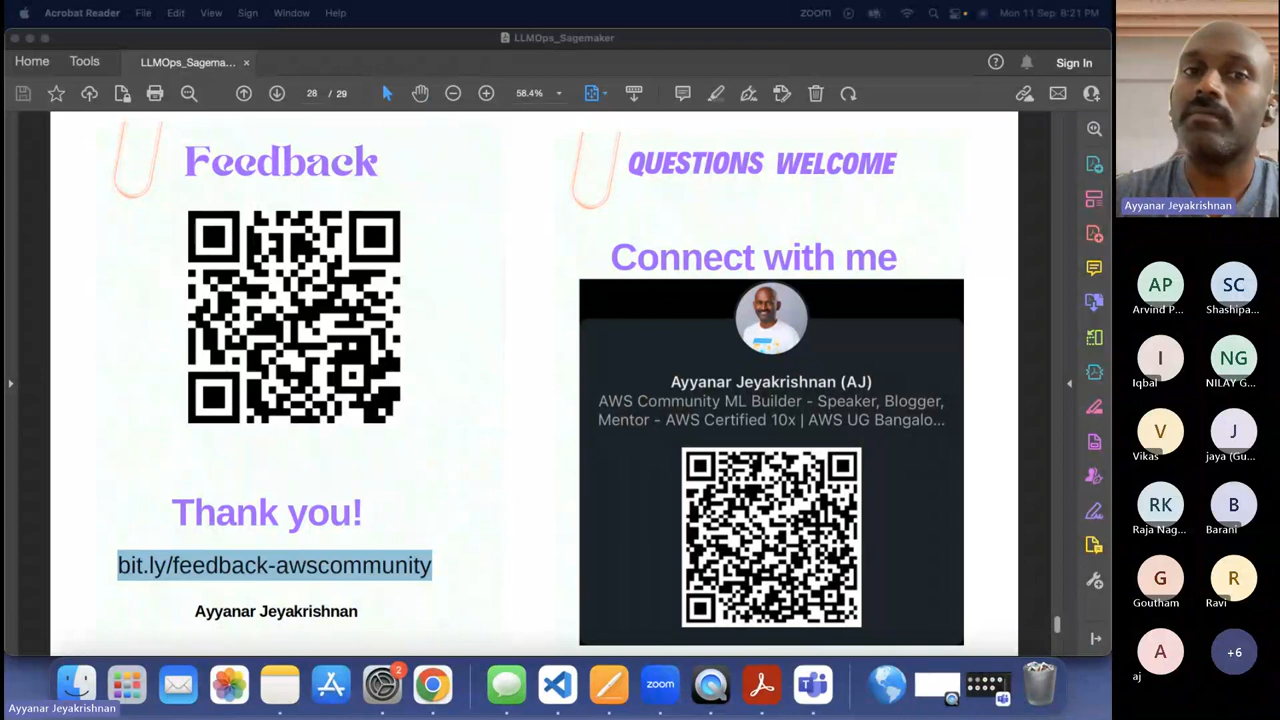 Acrobat Reader File Edit View Sign Window Help
zoom Mon 11 Sep 8:21 PM
LLMOps_Sagemaker
Home Tools LLMOps_Sagema... × Sign In
28 / 29 58.4%
Feedback
Thank you!
bit.ly/feedback-awscommunity
Ayyanar Jeyakrishnan
QUESTIONS WELCOME
Connect with me
Ayyanar Jeyakrishnan (AJ)
AWS Community ML Builder - Speaker, Blogger,
Mentor - AWS Certified 10x | AWS UG Bangalo...
Ayyanar Jeyakrishnan
AP SC
Arvind P... Shashipa...
I NG
Iqbal NILAY G...
V J
Vikas jaya (Gu...
RK B
Raja Nag... Barani
G R
Goutham Ravi
A +6
aj
2
zoom
Ayyanar Jeyakrishnan